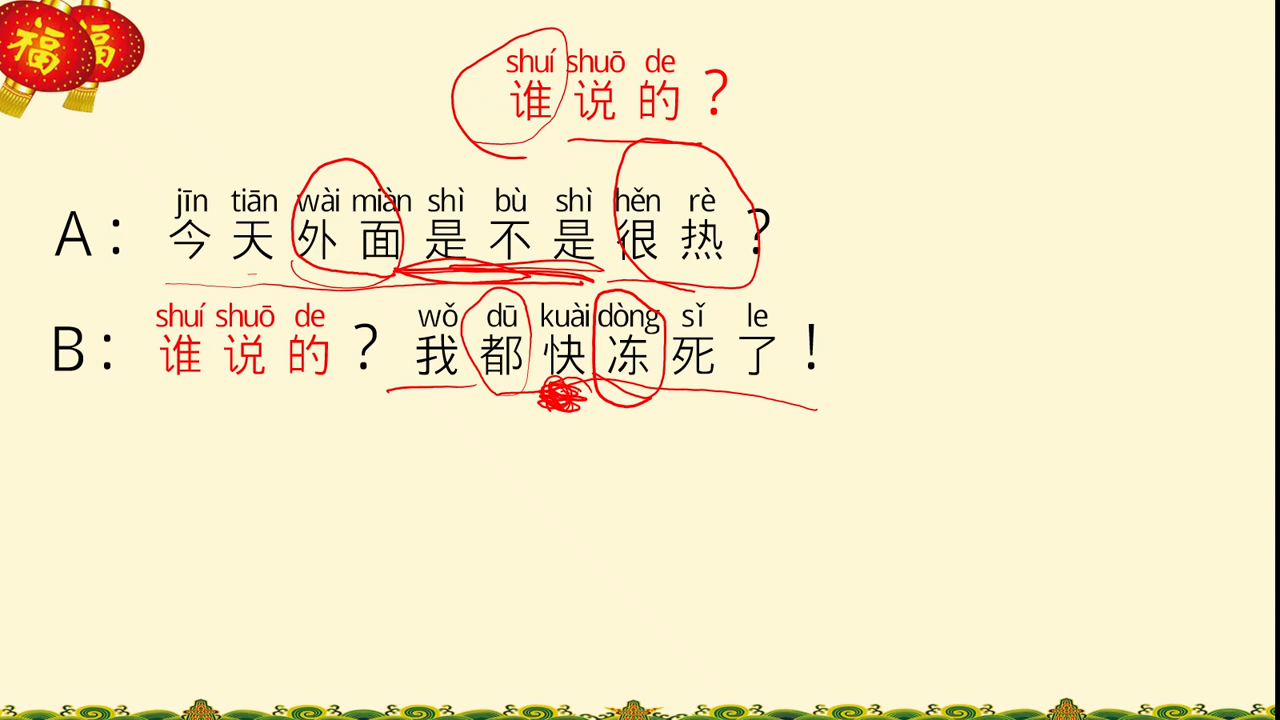 福 福
shuí shuō de
谁说的？
jīn tiān wài miàn shì bù shì hěn rè
A：今天外面是不是很热？
shuí shuō de wǒ dū kuài dòng sǐ le
B：谁说的？我都快冻死了！